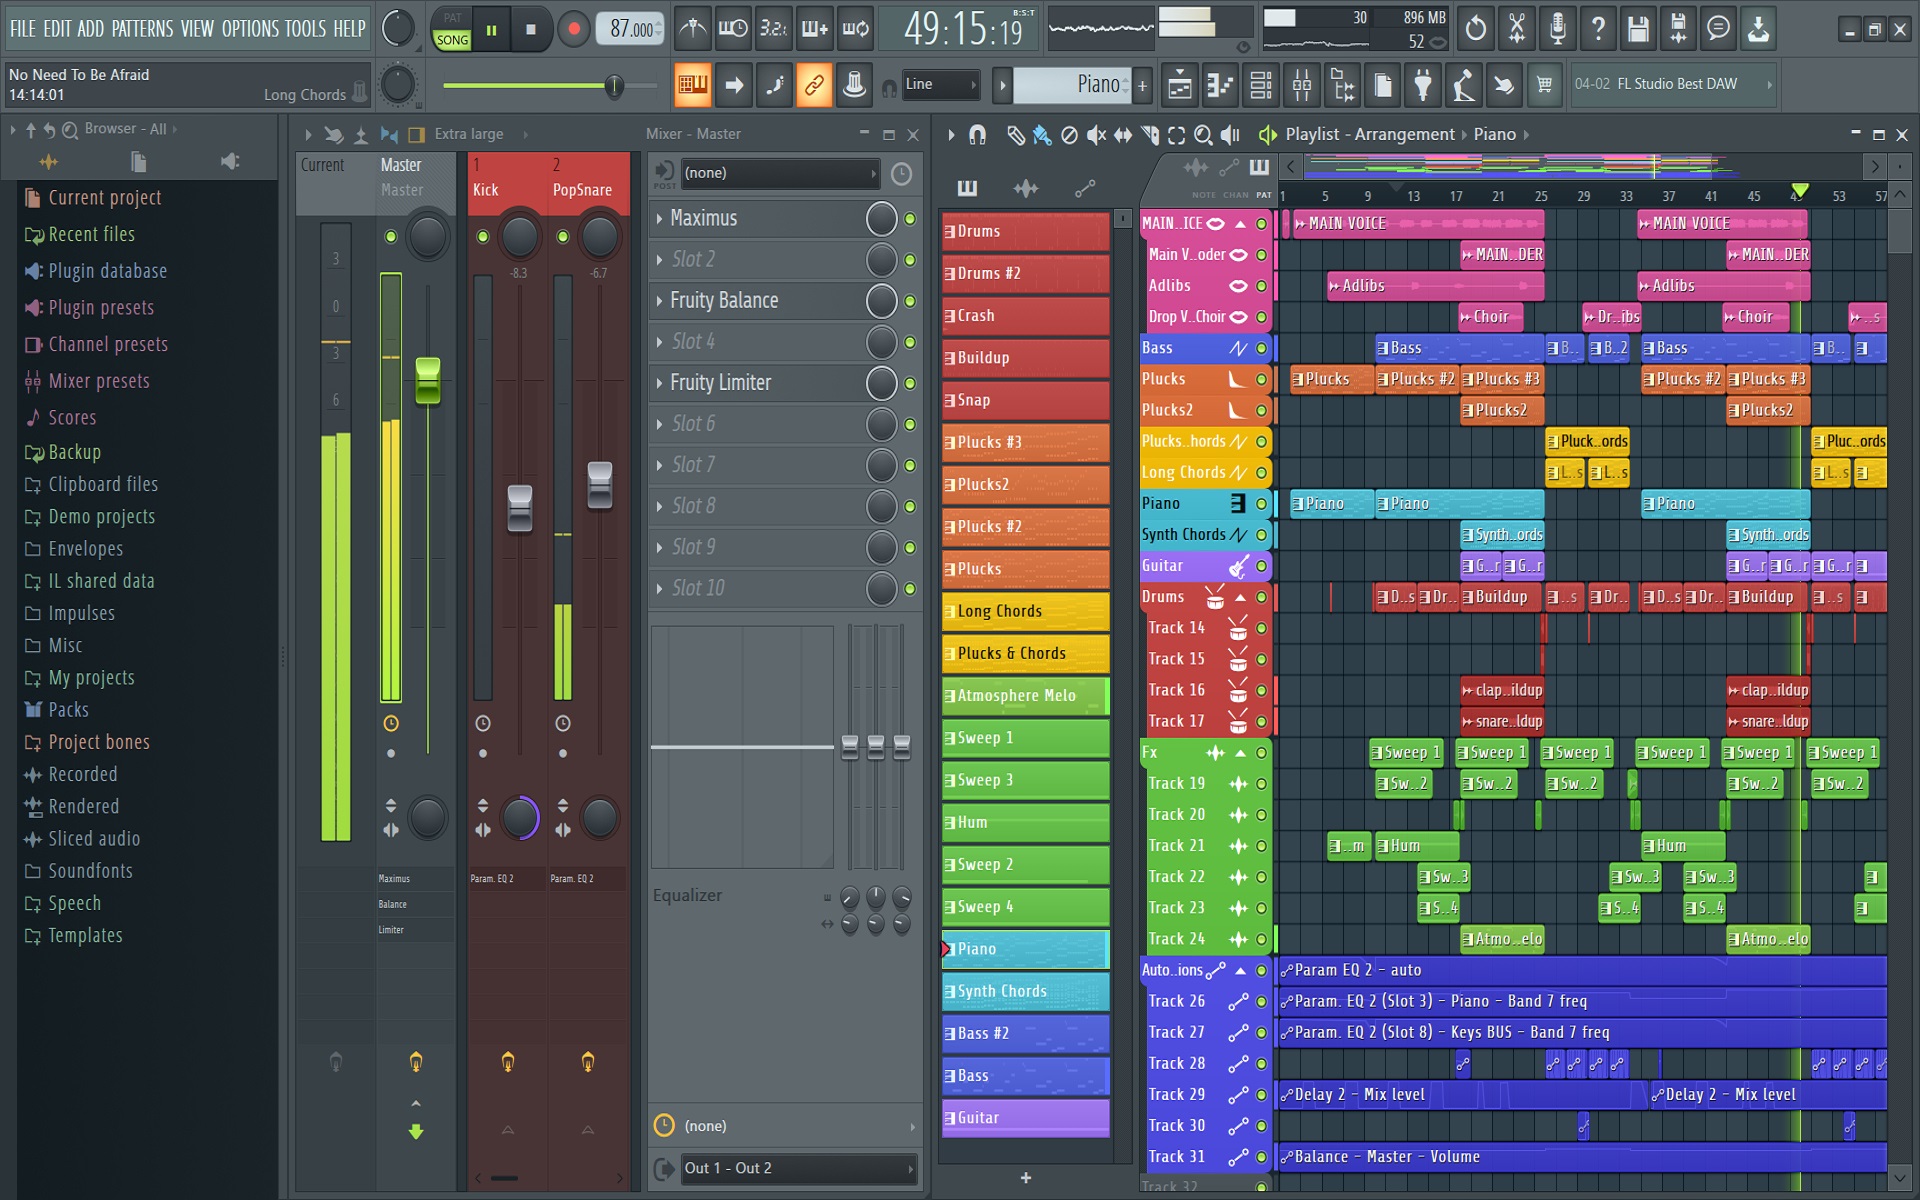 FILE EDIT ADD PATTERNS VIEW OPTIONS TOOLS HELP
PAT
SONG
87.000
3.2.
49:15:19
B:S:T
30
896 MB
52
No Need To Be Afraid
14:14:01
Long Chords
Line
Piano
04-02 FL Studio Best DAW
Browser - All
Extra large
Mixer - Master
Playlist - Arrangement
Piano
Current project
Recent files
Plugin database
Plugin presets
Channel presets
Mixer presets
Scores
Backup
Clipboard files
Demo projects
Envelopes
IL shared data
Impulses
Misc
My projects
Packs
Project bones
Recorded
Rendered
Sliced audio
Soundfonts
Speech
Templates
Current
Master
Master
1
Kick
2
PopSnare
3
0
3
6
-8.3
-6.7
Maximus
Balance
Limiter
Param. EQ 2
Param. EQ 2
POST
(none)
Maximus
Slot 2
Fruity Balance
Slot 4
Fruity Limiter
Slot 6
Slot 7
Slot 8
Slot 9
Slot 10
Equalizer
(none)
Out 1 - Out 2
Drums
Drums #2
Crash
Buildup
Snap
Plucks #3
Plucks2
Plucks #2
Plucks
Long Chords
Plucks & Chords
Atmosphere Melo
Sweep 1
Sweep 3
Hum
Sweep 2
Sweep 4
Piano
Synth Chords
Bass #2
Bass
Guitar
NOTE CHAN PAT
1 5 9 13 17 21 25 29 33 37 41 45 49 53 57
MAIN..ICE
MAIN VOICE
MAIN VOICE
Main V..oder
MAIN..DER
MAIN..DER
Adlibs
Adlibs
Adlibs
Drop V..Choir
Choir
Dr..ibs
Choir
..s
Bass
Bass
B..
B..2
Bass
B..
Plucks
Plucks
Plucks #2
Plucks #3
Plucks #2
Plucks #3
Plucks2
Plucks2
Plucks2
Plucks..hords
Pluck..ords
Pluc..ords
Long Chords
L..s
L..s
L..s
Piano
Piano
Piano
Piano
Synth Chords
Synth..ords
Synth..ords
Guitar
G..r
G..r
G..r
G..r
G..r
Drums
D..s
Dr..
Buildup
..s
Dr..
D..s
Dr..
Buildup
..s
Track 14
Track 15
Track 16
clap..ildup
clap..ildup
Track 17
snare..ldup
snare..ldup
Fx
Sweep 1
Sweep 1
Sweep 1
Sweep 1
Sweep 1
Sweep 1
Track 19
Sw..2
Sw..2
Sw..2
Sw..2
Sw..2
Track 20
Track 21
..m
Hum
Hum
Track 22
Sw..3
Sw..3
Sw..3
Track 23
S..4
S..4
S..4
Track 24
Atmo..elo
Atmo..elo
Auto..ions
Param EQ 2 - auto
Track 26
Param. EQ 2 (Slot 3) - Piano - Band 7 freq
Track 27
Param. EQ 2 (Slot 8) - Keys BUS - Band 7 freq
Track 28
Track 29
Delay 2 - Mix level
Delay 2 - Mix level
Track 30
Track 31
Balance - Master - Volume
Track 32